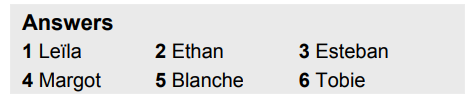 Answers
1 Leïla 2 Ethan 3 Esteban
4 Margot 5 Blanche 6 Tobie